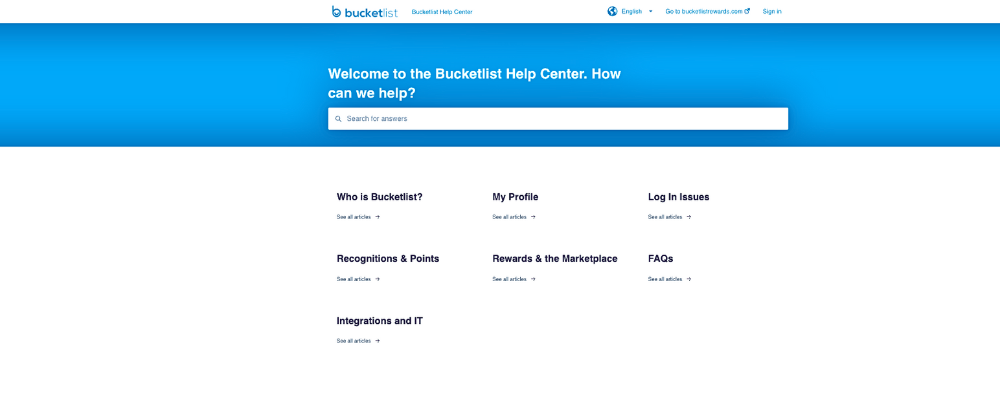 bucketlist
Bucketlist Help Center
English
Go to bucketlistrewards.com
Sign in
Welcome to the Bucketlist Help Center. How
can we help?
Search for answers
Who is Bucketlist?
See all articles
My Profile
See all articles
Log In Issues
See all articles
Recognitions & Points
See all articles
Rewards & the Marketplace
See all articles
FAQs
See all articles
Integrations and IT
See all articles